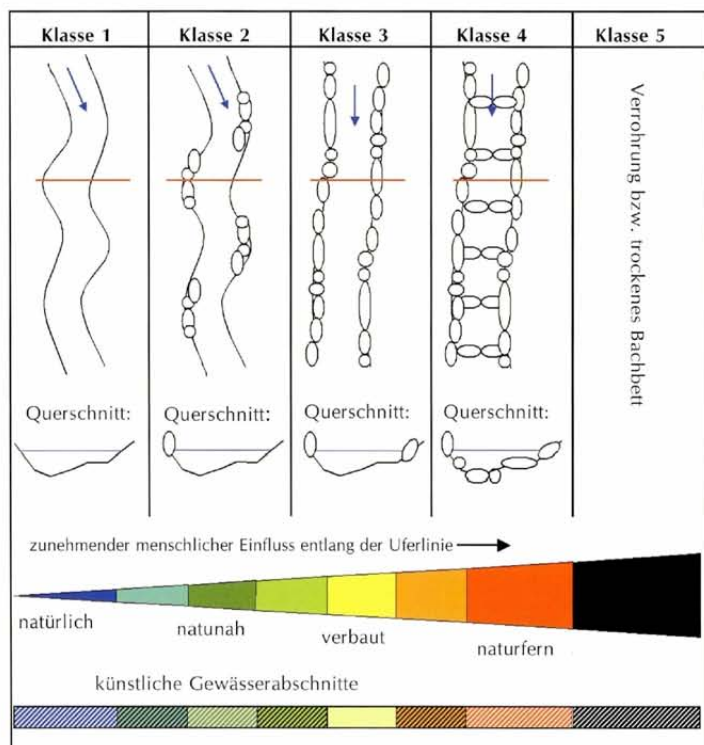 Klasse 1
Klasse 2
Klasse 3
Klasse 4
Klasse 5
Verrohrung bzw. trockenes Bachbett
Querschnitt:
Querschnitt:
Querschnitt:
Querschnitt:
zunehmender menschlicher Einfluss entlang der Uferlinie
natürlich
natunah
verbaut
naturfern
künstliche Gewässerabschnitte